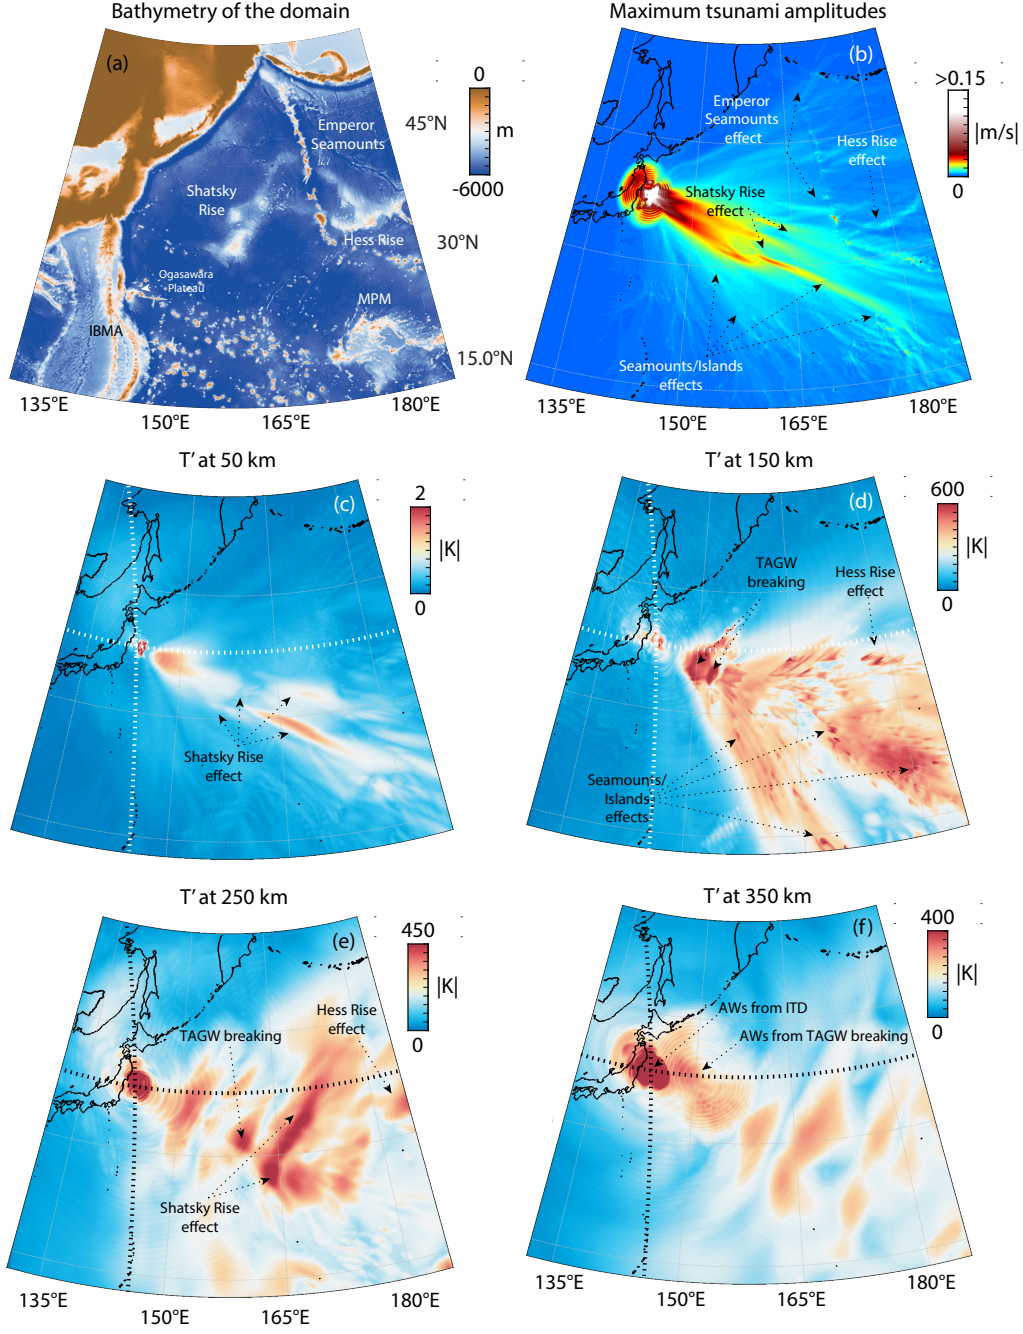 Bathymetry of the domain
(a)
Emperor
Seamounts
Shatsky
Rise
Hess Rise
Ogasawara
Plateau
MPM
IBMA
0
m
-6000
45°N
30°N
15.0°N
135°E
150°E
165°E
180°E
Maximum tsunami amplitudes
(b)
Emperor
Seamounts
effect
Hess Rise
effect
Shatsky Rise
effect
Seamounts/Islands
effects
>0.15
|m/s|
0
135°E
150°E
165°E
180°E
T’ at 50 km
(c)
2
|K|
0
Shatsky Rise
effect
T’ at 150 km
(d)
600
|K|
0
TAGW
breaking
Hess Rise
effect
Seamounts/
Islands
effects
T’ at 250 km
(e)
450
|K|
0
Hess Rise
effect
TAGW breaking
Shatsky Rise
effect
135°E
150°E
165°E
180°E
T’ at 350 km
(f)
400
|K|
0
AWs from ITD
AWs from TAGW breaking
135°E
150°E
165°E
180°E